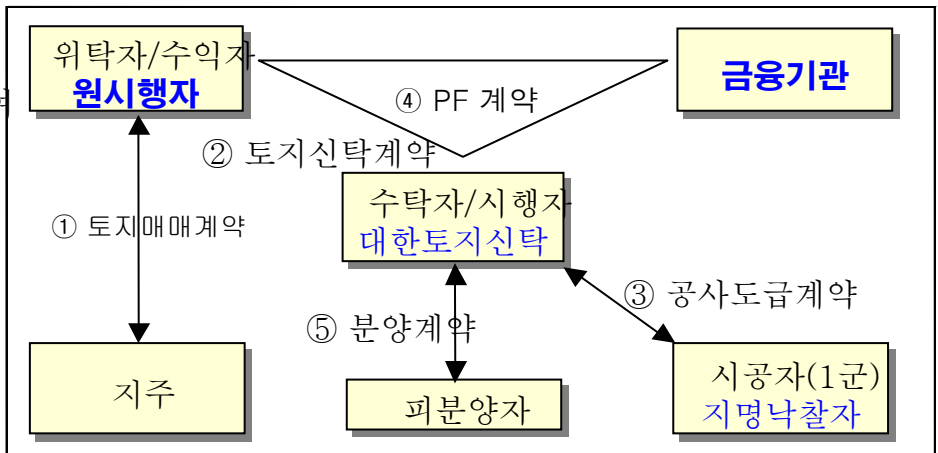 위탁자/수익자
원시행자
금융기관
④ PF 계약
② 토지신탁계약
수탁자/시행자
대한토지신탁
① 토지매매계약
③ 공사도급계약
⑤ 분양계약
지주
피분양자
시공자(1군)
지명낙찰자